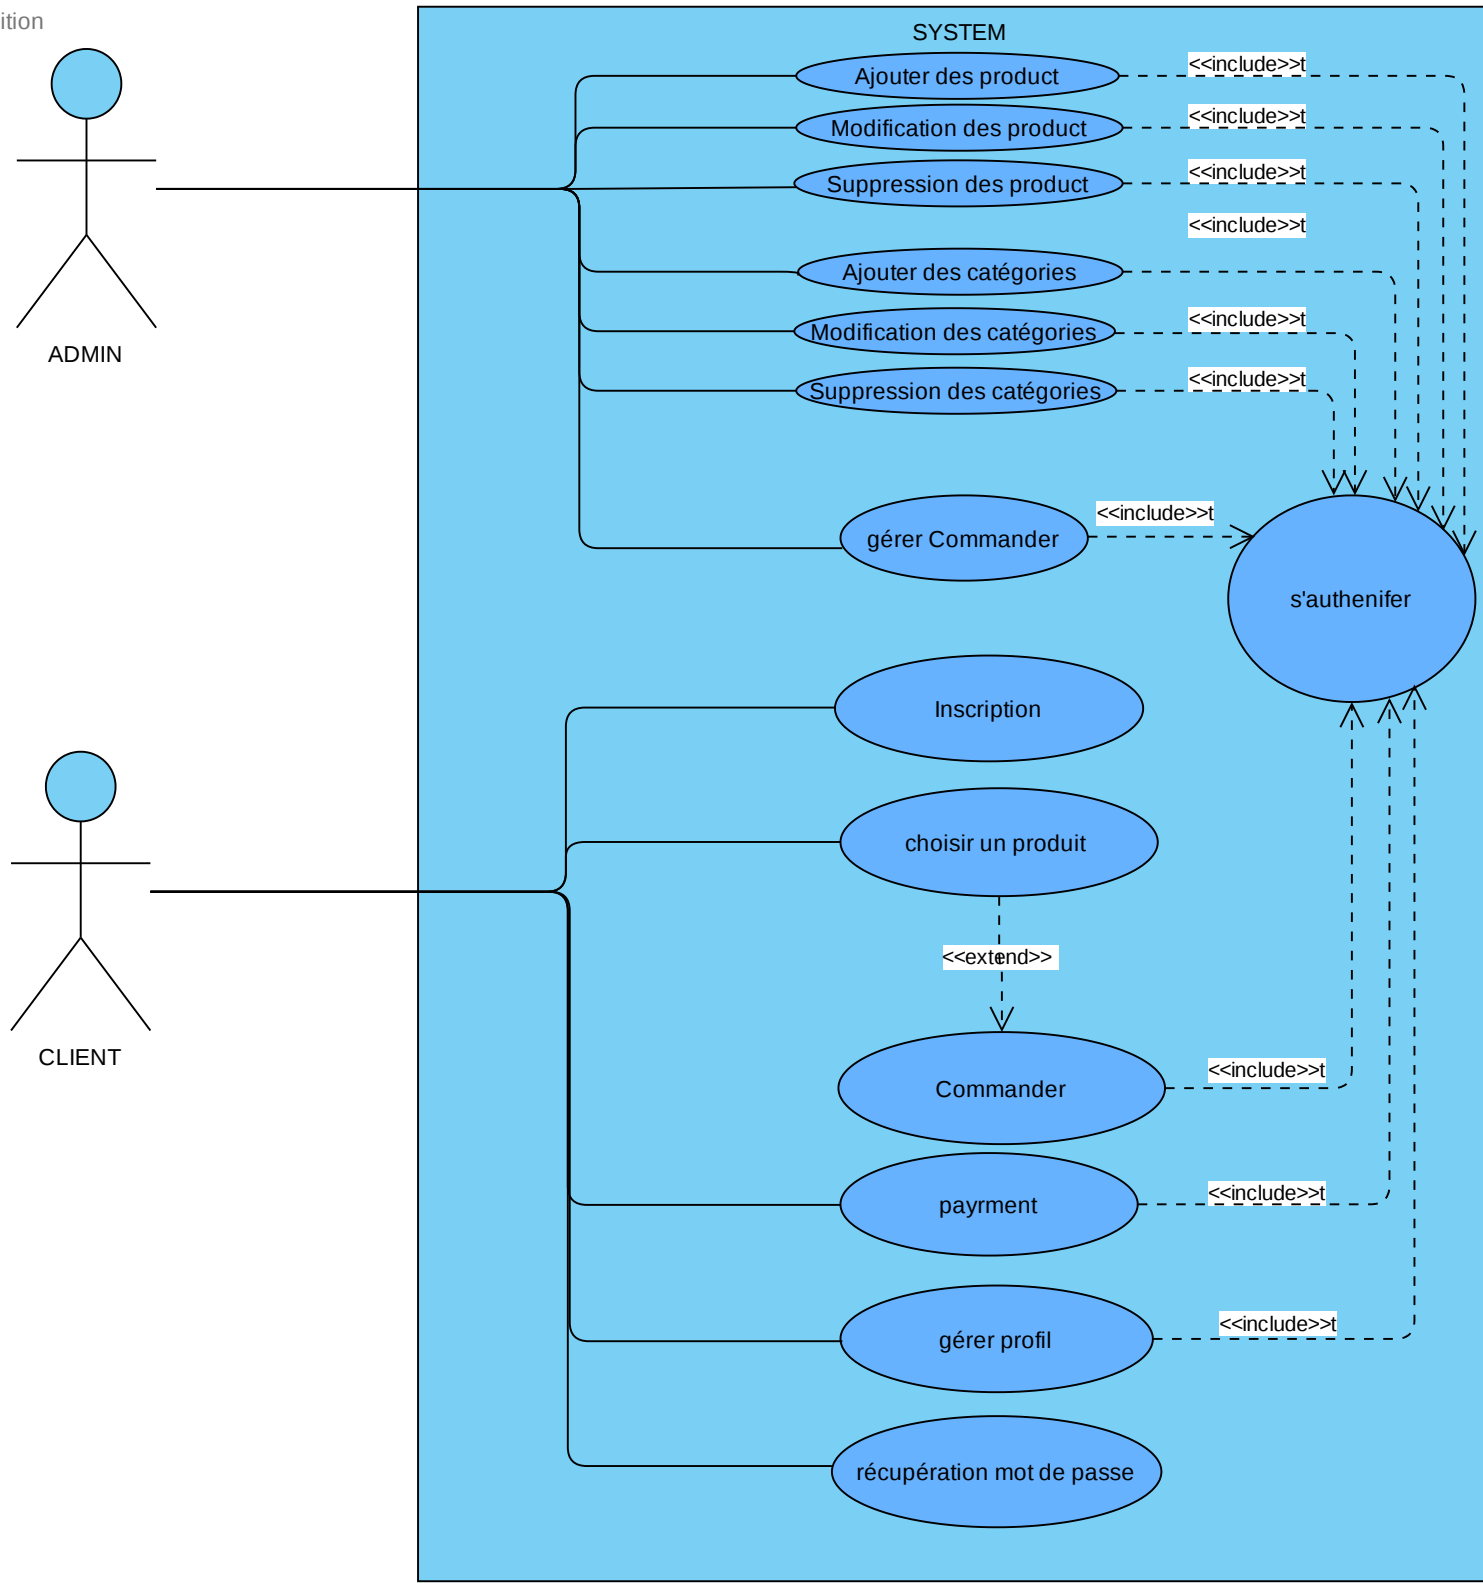 ition
SYSTEM
Ajouter des product
<<include>>t
Modification des product
<<include>>t
Suppression des product
<<include>>t
<<include>>t
Ajouter des catégories
Modification des catégories
<<include>>t
Suppression des catégories
<<include>>t
ADMIN
gérer Commander
<<include>>t
s'authenifer
Inscription
choisir un produit
<<extend>>
CLIENT
Commander
<<include>>t
payrment
<<include>>t
gérer profil
<<include>>t
récupération mot de passe